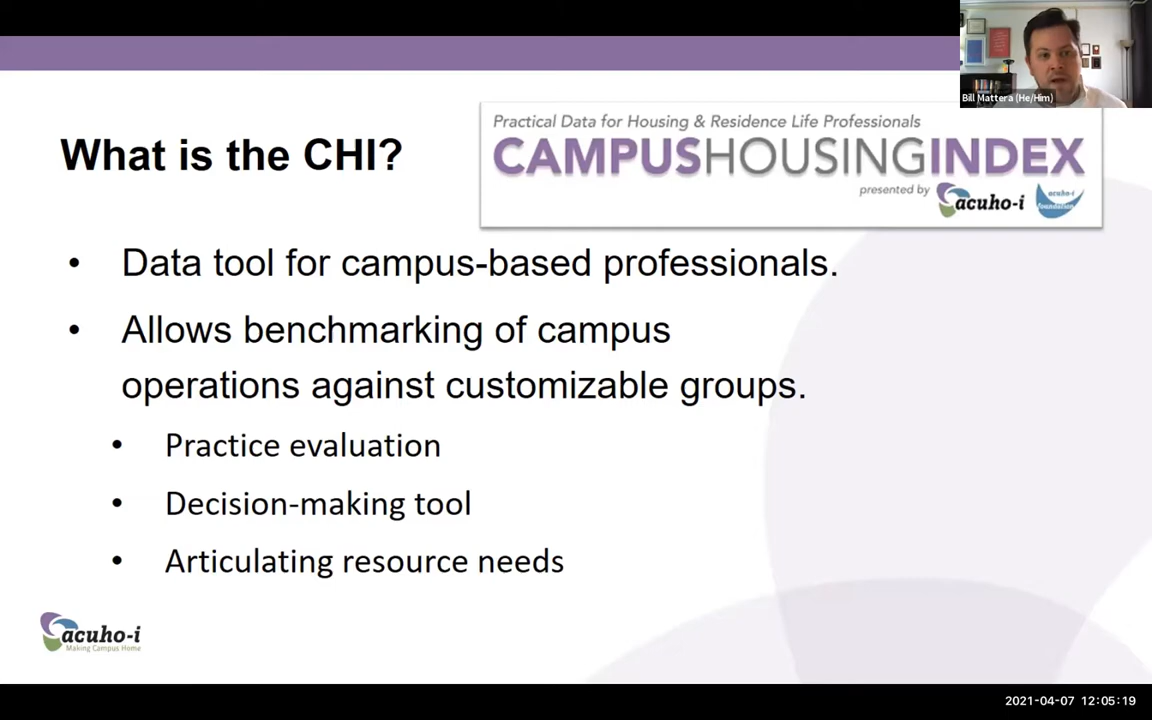 Bill Mattera (He/Him)
What is the CHI?
Practical Data for Housing & Residence Life Professionals
CAMPUSHOUSINGINDEX
presented by acuho-i acuho-i foundation
• Data tool for campus-based professionals.
• Allows benchmarking of campus
operations against customizable groups.
• Practice evaluation
• Decision-making tool
• Articulating resource needs
acuho-i
Making Campus Home
2021-04-07 12:05:19